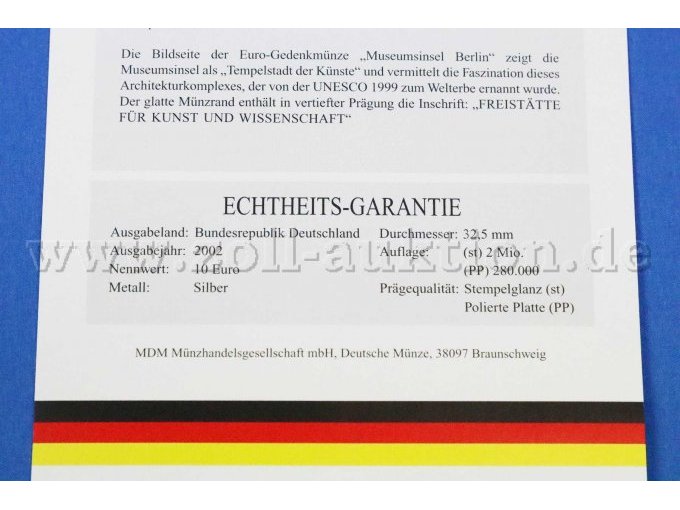 Die Bildseite der Euro-Gedenkmünze „Museumsinsel Berlin“ zeigt die
Museumsinsel als „Tempelstadt der Künste“ und vermittelt die Faszination dieses
Architekturkomplexes, der von der UNESCO 1999 zum Welterbe ernannt wurde.
Der glatte Münzrand enthält in vertiefter Prägung die Inschrift: „FREISTÄTTE
FÜR KUNST UND WISSENSCHAFT“
ECHTHEITS-GARANTIE
Ausgabeland: Bundesrepublik Deutschland Durchmesser: 32,5 mm
Ausgabejahr: 2002 Auflage: (st) 2 Mio.
www.zoll-auktion.de
Nennwert: 10 Euro (PP) 280.000
Metall: Silber Prägequalität: Stempelglanz (st)
Polierte Platte (PP)
MDM Münzhandelsgesellschaft mbH, Deutsche Münze, 38097 Braunschweig